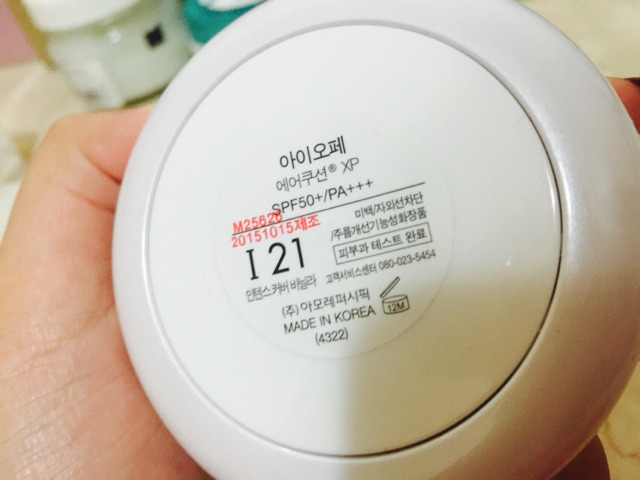 아이오페
에어쿠션® XP
SPF50+/PA+++
M25626
20151015제조
I 21
인텐스 커버 바닐라
미백/자외선차단
/주름개선기능성화장품
피부과 테스트 완료
고객서비스센터 080-023-5454
(주)아모레퍼시픽
12M
MADE IN KOREA
(4322)